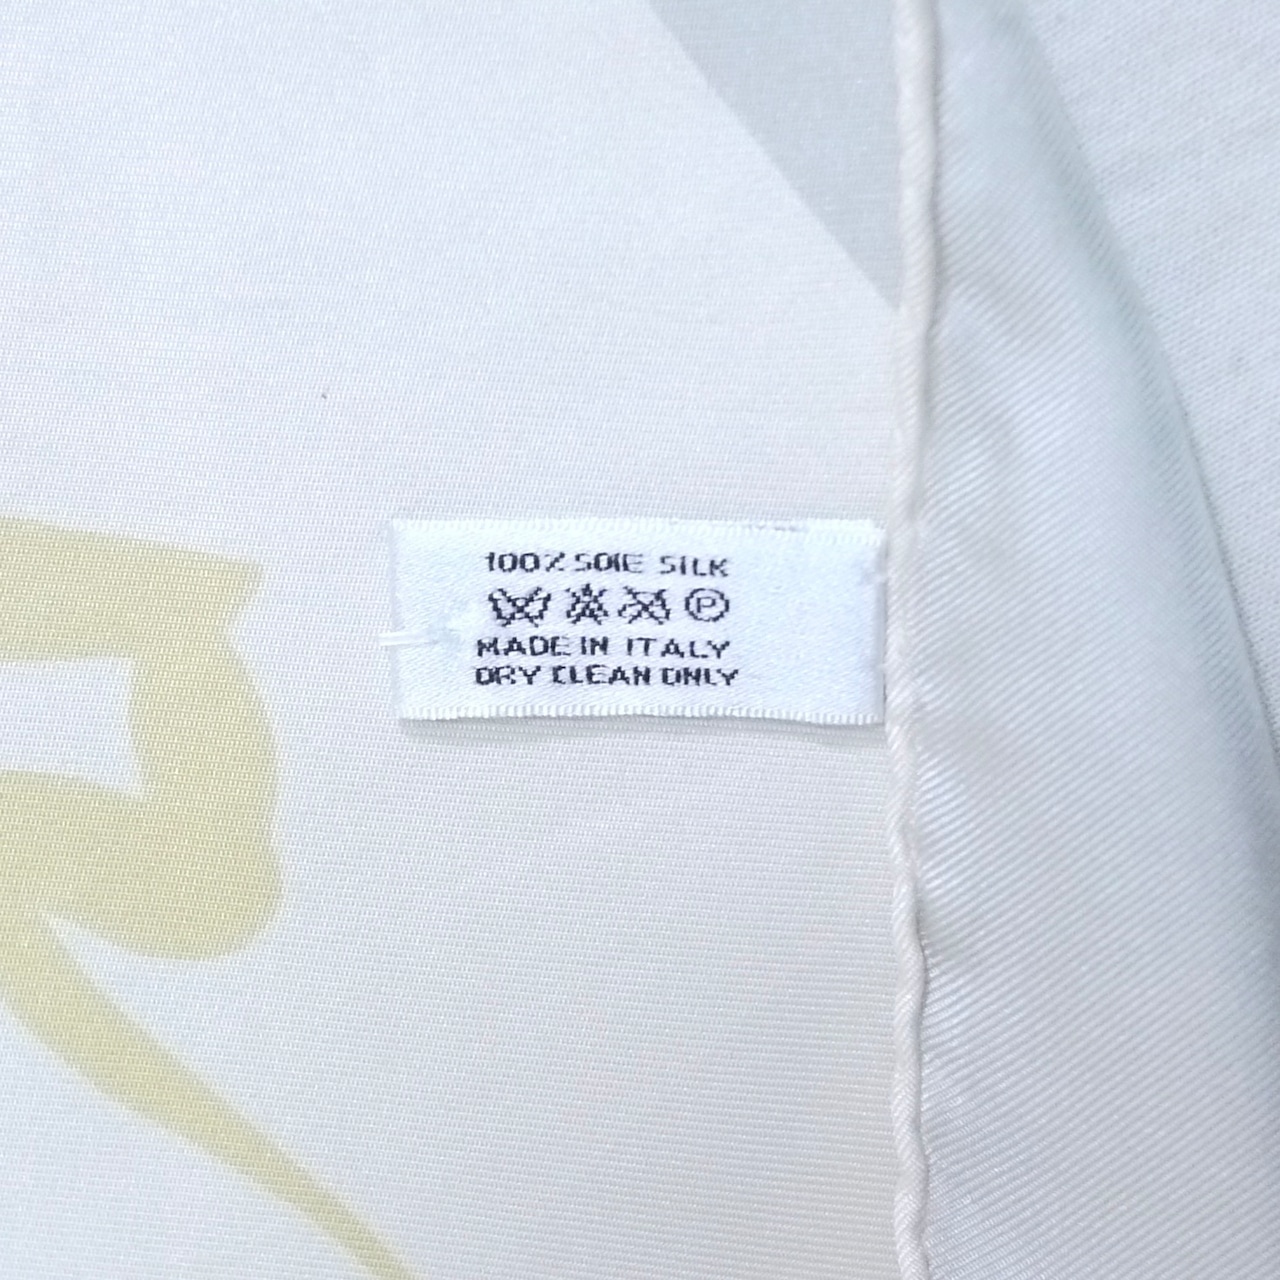 100% SOIE SILK
P
MADE IN ITALY
DRY CLEAN ONLY